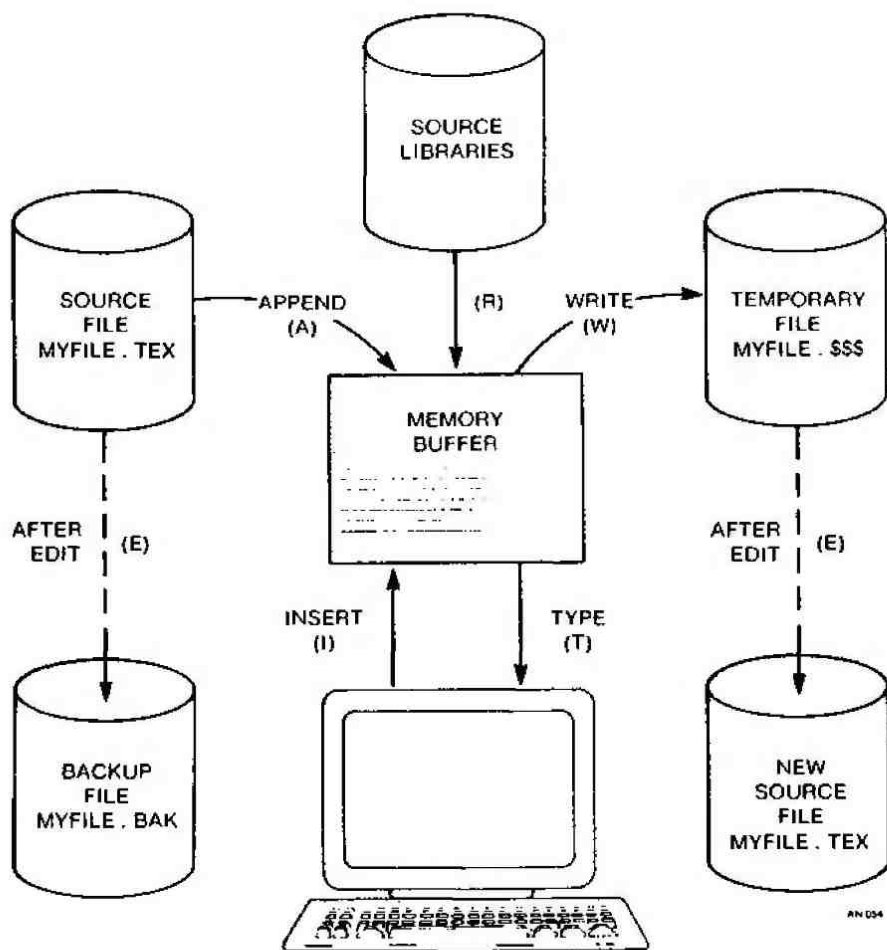 SOURCE
LIBRARIES
SOURCE
FILE
MYFILE . TEX
APPEND
(A)
(R)
WRITE
(W)
TEMPORARY
FILE
MYFILE . $$$
MEMORY
BUFFER
AFTER
EDIT
(E)
AFTER
EDIT
(E)
INSERT
(I)
TYPE
(T)
BACKUP
FILE
MYFILE . BAK
NEW
SOURCE
FILE
MYFILE . TEX
AN 054